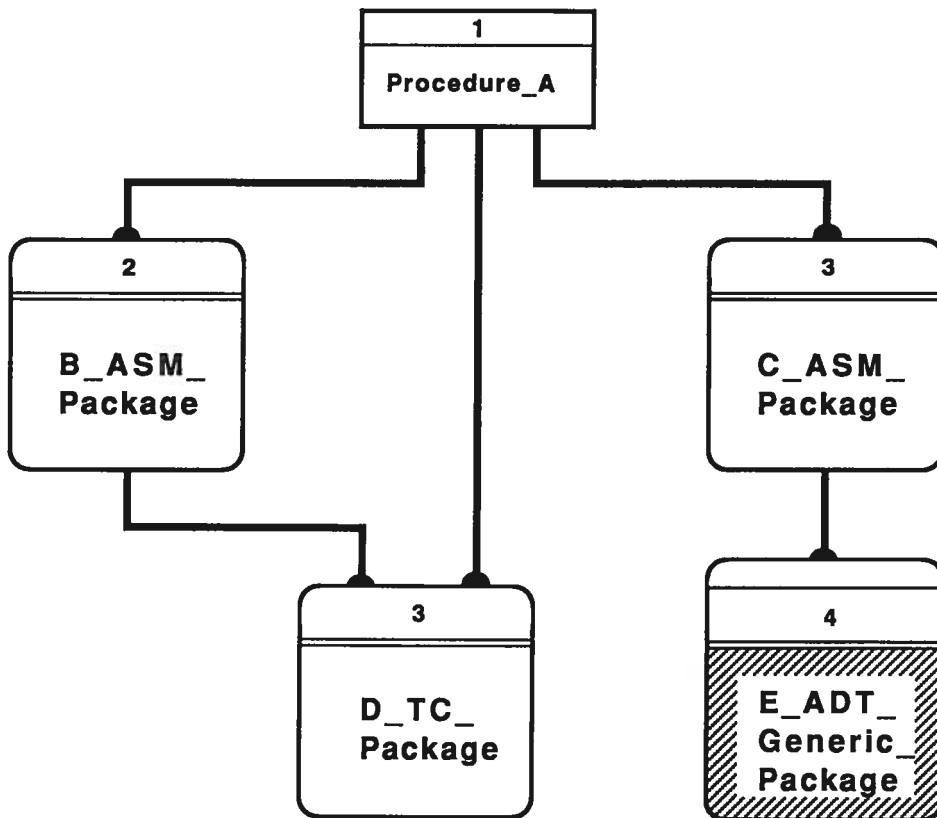 1
Procedure_A
2
B_ASM_
Package
3
C_ASM_
Package
3
D_TC_
Package
4
E_ADT_
Generic_
Package